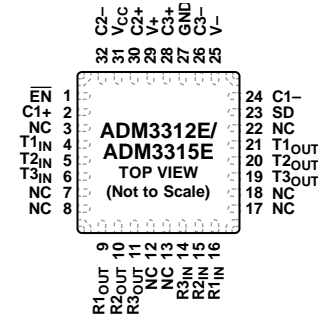 32 C2–
31 VCC
30 C2+
29 V+
28 C3+
27 GND
26 C3–
25 V–
EN 1
C1+ 2
NC 3
T1IN 4
T2IN 5
T3IN 6
NC 7
NC 8
ADM3312E/
ADM3315E
TOP VIEW
(Not to Scale)
24 C1–
23 SD
22 NC
21 T1OUT
20 T2OUT
19 T3OUT
18 NC
17 NC
R1OUT 9
R2OUT 10
R3OUT 11
NC 12
NC 13
R3IN 14
R2IN 15
R1IN 16